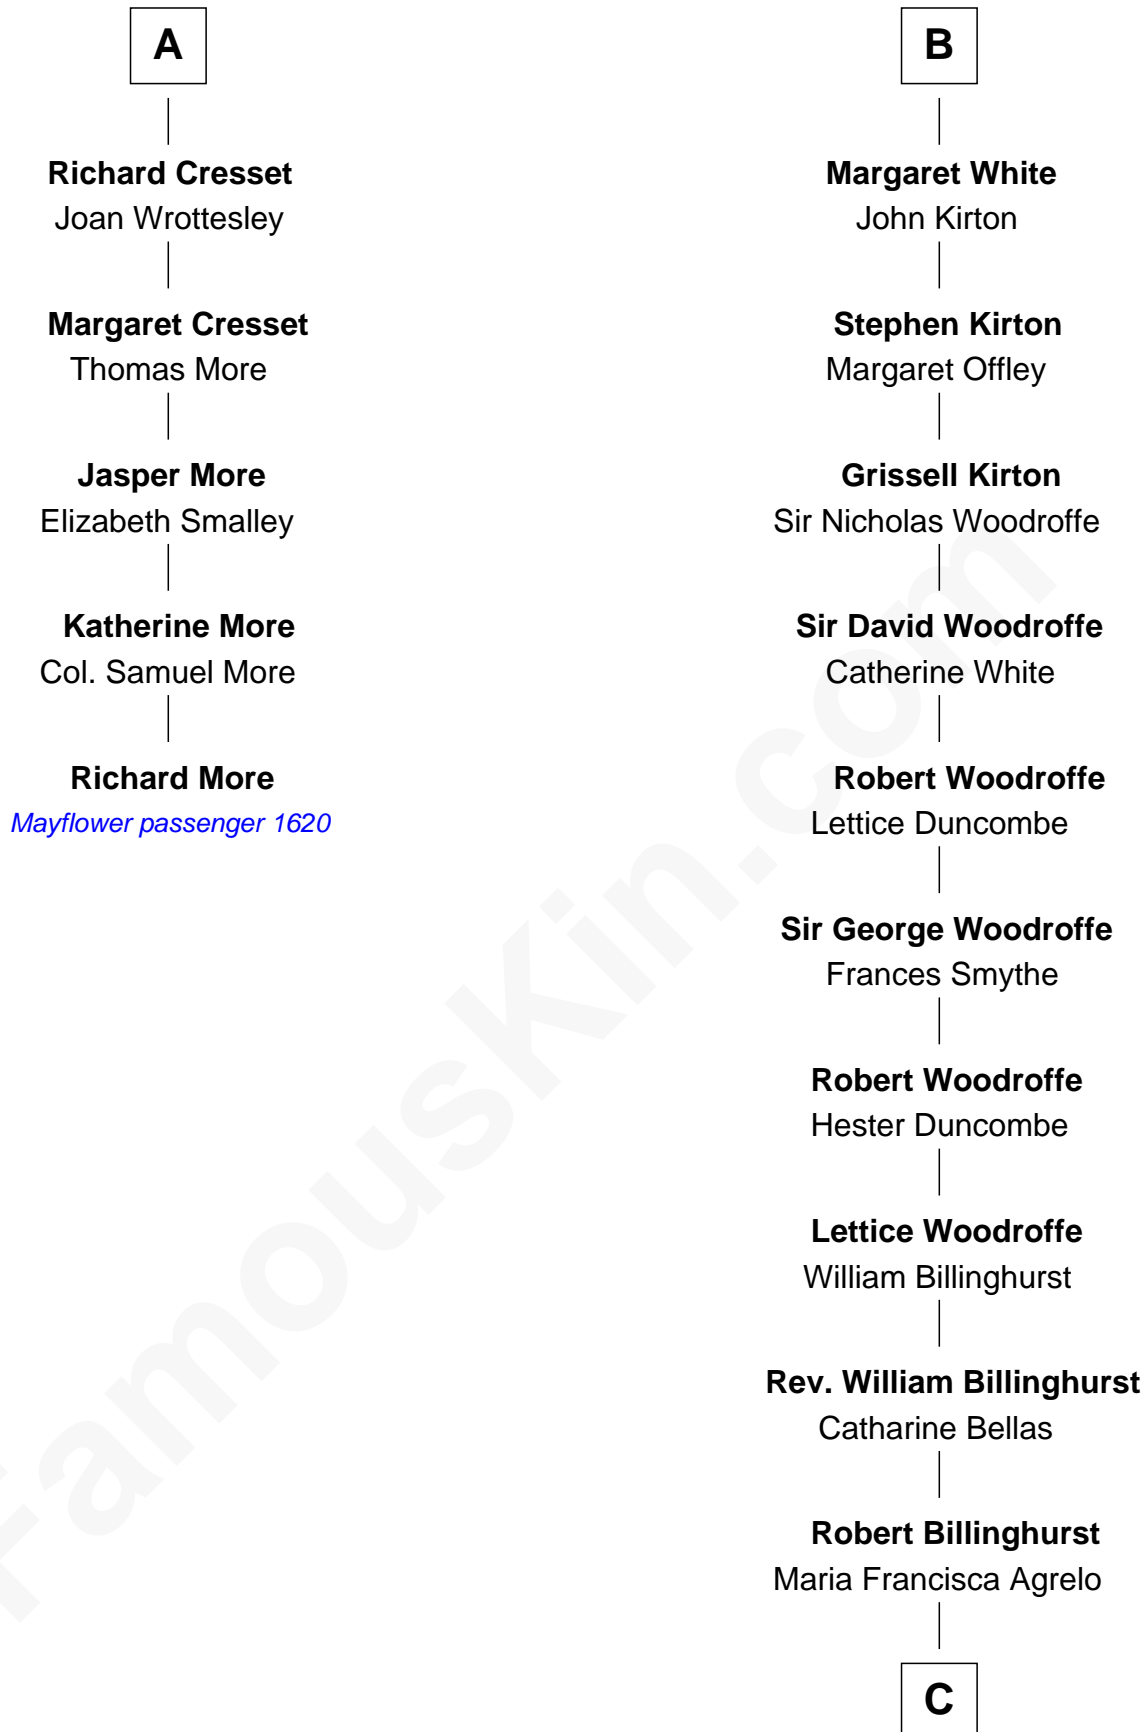 A
Richard Cresset
Joan Wrottesley
Margaret Cresset
Thomas More
Jasper More
Elizabeth Smalley
Katherine More
Col. Samuel More
Richard More
Mayflower passenger 1620
B
Margaret White
John Kirton
Stephen Kirton
Margaret Offley
Grissell Kirton
Sir Nicholas Woodroffe
Sir David Woodroffe
Catherine White
Robert Woodroffe
Lettice Duncombe
Sir George Woodroffe
Frances Smythe
Robert Woodroffe
Hester Duncombe
Lettice Woodroffe
William Billinghurst
Rev. William Billinghurst
Catharine Bellas
Robert Billinghurst
Maria Francisca Agrelo
C
FamousKin.com